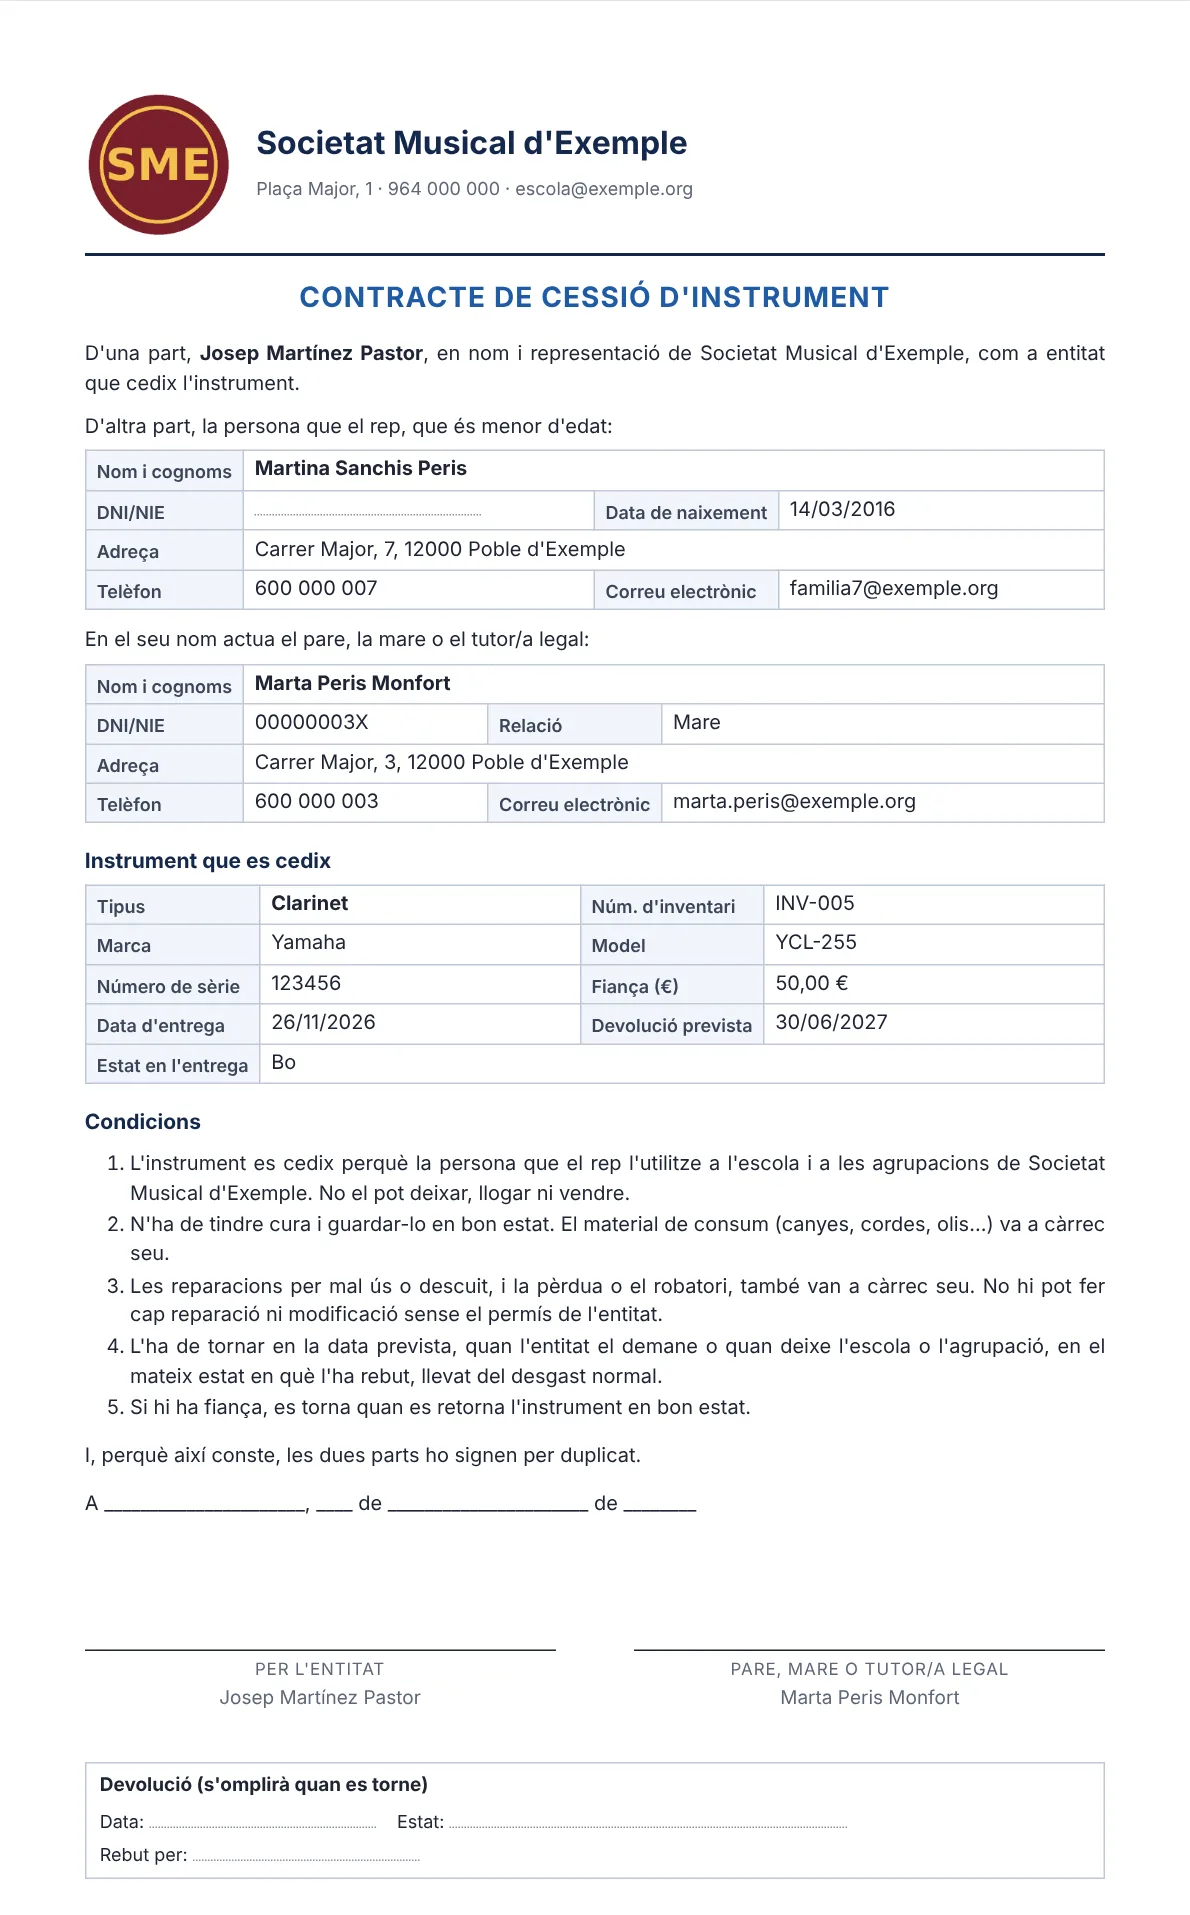 SME
Societat Musical d'Exemple
Plaça Major, 1 · 964 000 000 · escola@exemple.org
CONTRACTE DE CESSIÓ D'INSTRUMENT
D'una part, Josep Martínez Pastor, en nom i representació de Societat Musical d'Exemple, com a entitat
que cedix l'instrument.
D'altra part, la persona que el rep, que és menor d'edat:
Nom i cognoms Martina Sanchis Peris
DNI/NIE Data de naixement 14/03/2016
Adreça Carrer Major, 7, 12000 Poble d'Exemple
Telèfon 600 000 007 Correu electrònic familia7@exemple.org
En el seu nom actua el pare, la mare o el tutor/a legal:
Nom i cognoms Marta Peris Monfort
DNI/NIE 00000003X Relació Mare
Adreça Carrer Major, 3, 12000 Poble d'Exemple
Telèfon 600 000 003 Correu electrònic marta.peris@exemple.org
Instrument que es cedix
Tipus Clarinet Núm. d'inventari INV-005
Marca Yamaha Model YCL-255
Número de sèrie 123456 Fiança (€) 50,00 €
Data d'entrega 26/11/2026 Devolució prevista 30/06/2027
Estat en l'entrega Bo
Condicions
1. L'instrument es cedix perquè la persona que el rep l'utilitze a l'escola i a les agrupacions de Societat
Musical d'Exemple. No el pot deixar, llogar ni vendre.
2. N'ha de tindre cura i guardar-lo en bon estat. El material de consum (canyes, cordes, olis…) va a càrrec
seu.
3. Les reparacions per mal ús o descuit, i la pèrdua o el robatori, també van a càrrec seu. No hi pot fer
cap reparació ni modificació sense el permís de l'entitat.
4. L'ha de tornar en la data prevista, quan l'entitat el demane o quan deixe l'escola o l'agrupació, en el
mateix estat en què l'ha rebut, llevat del desgast normal.
5. Si hi ha fiança, es torna quan es retorna l'instrument en bon estat.
I, perquè així conste, les dues parts ho signen per duplicat.
A ______________________, ____ de ______________________ de ________
PER L'ENTITAT
Josep Martínez Pastor
PARE, MARE O TUTOR/A LEGAL
Marta Peris Monfort
Devolució (s'omplirà quan es torne)
Data: Estat:
Rebut per: